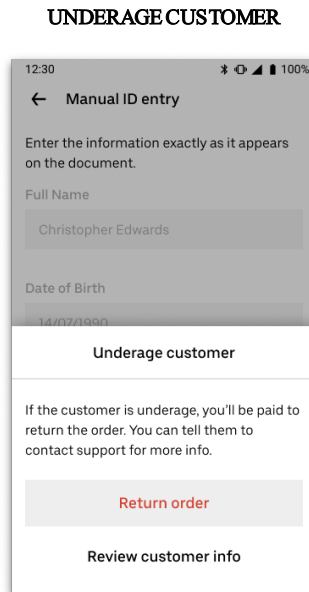 UNDERAGE CUSTOMER
12:30
100%
Manual ID entry
Enter the information exactly as it appears
on the document.
Full Name
Christopher Edwards
Date of Birth
14/07/1990
Underage customer
If the customer is underage, you'll be paid to
return the order. You can tell them to
contact support for more info.
Return order
Review customer info